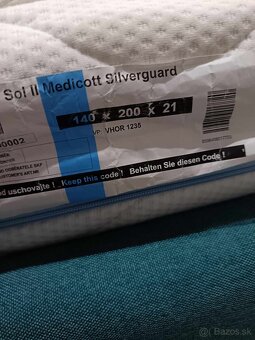 Sol II Medicott Silverguard
140 x 200 x 21
0002
VP VHOR 1235
uschovajte ! Keep this code ! Behalten Sie diesen Code !
Bazos.sk